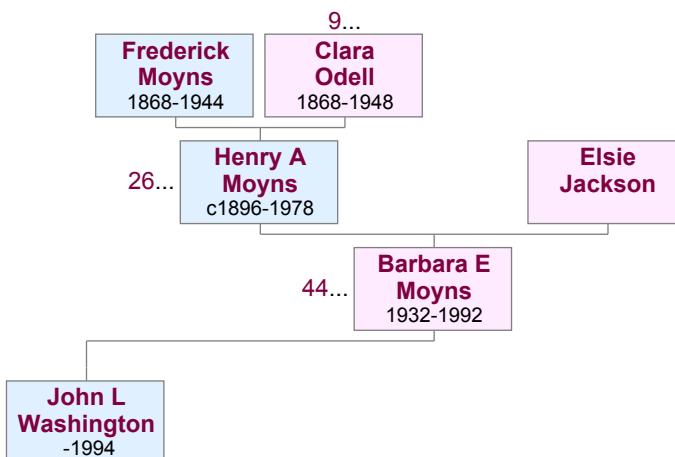 9...
Frederick
Moyns
1868-1944
Clara
Odell
1868-1948
26...
Henry A
Moyns
c1896-1978
Elsie
Jackson
44...
Barbara E
Moyns
1932-1992
John L
Washington
-1994